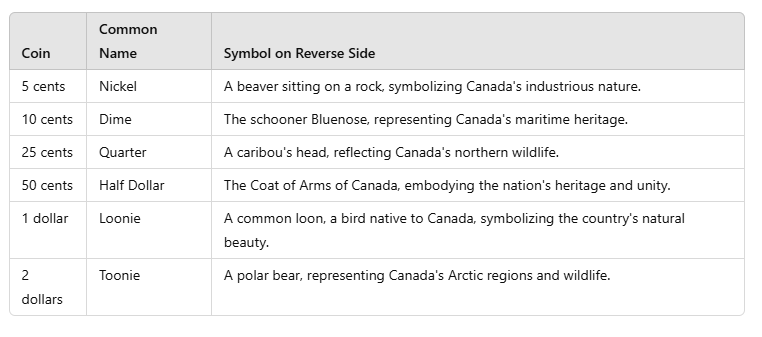 Coin Common Name Symbol on Reverse Side
5 cents Nickel A beaver sitting on a rock, symbolizing Canada's industrious nature.
10 cents Dime The schooner Bluenose, representing Canada's maritime heritage.
25 cents Quarter A caribou's head, reflecting Canada's northern wildlife.
50 cents Half Dollar The Coat of Arms of Canada, embodying the nation's heritage and unity.
1 dollar Loonie A common loon, a bird native to Canada, symbolizing the country's natural
beauty.
2 dollars Toonie A polar bear, representing Canada's Arctic regions and wildlife.